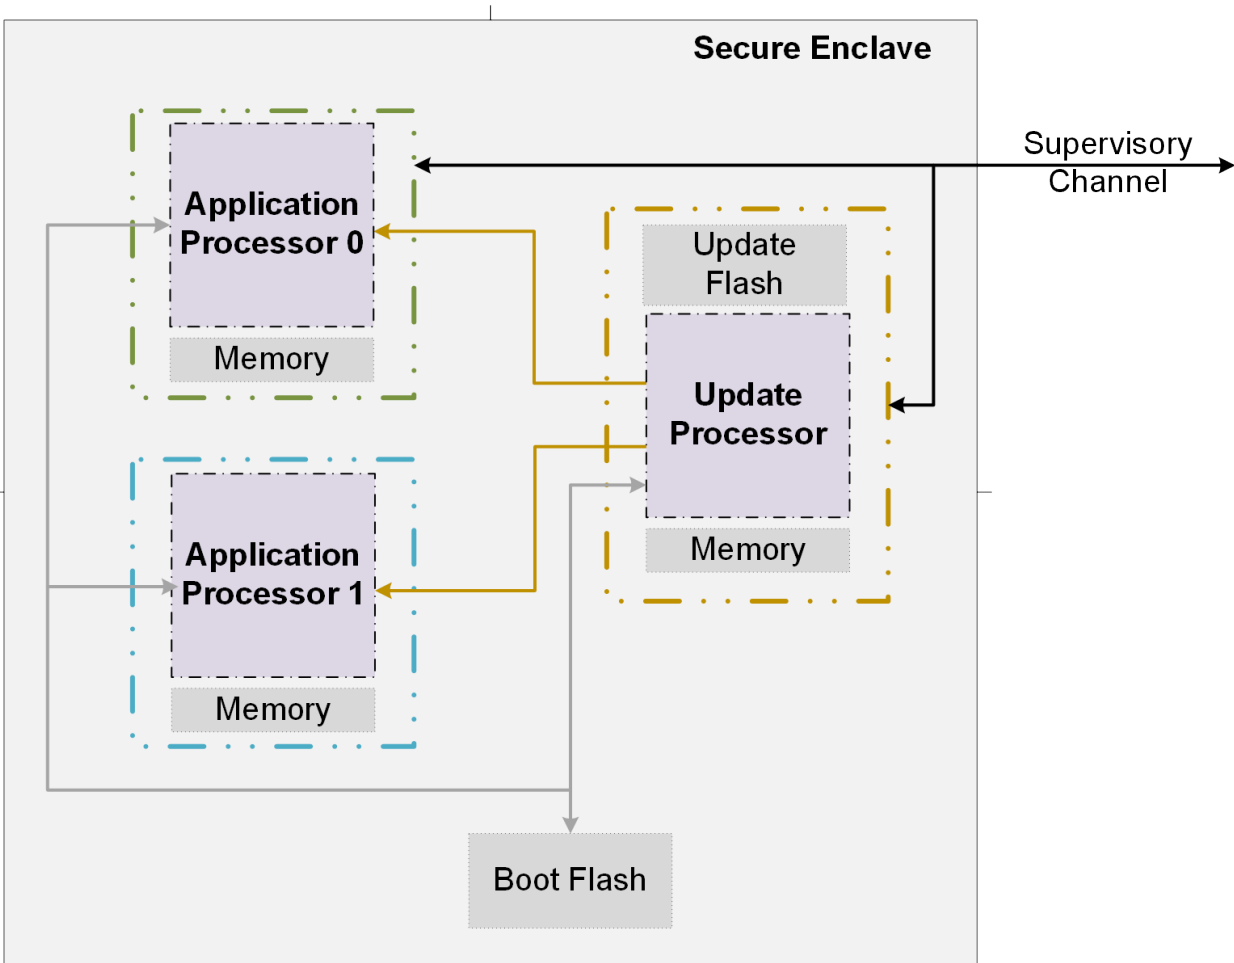 Secure Enclave
Supervisory
Channel
Application
Processor 0
Memory
Update
Flash
Update
Processor
Memory
Application
Processor 1
Memory
Boot Flash